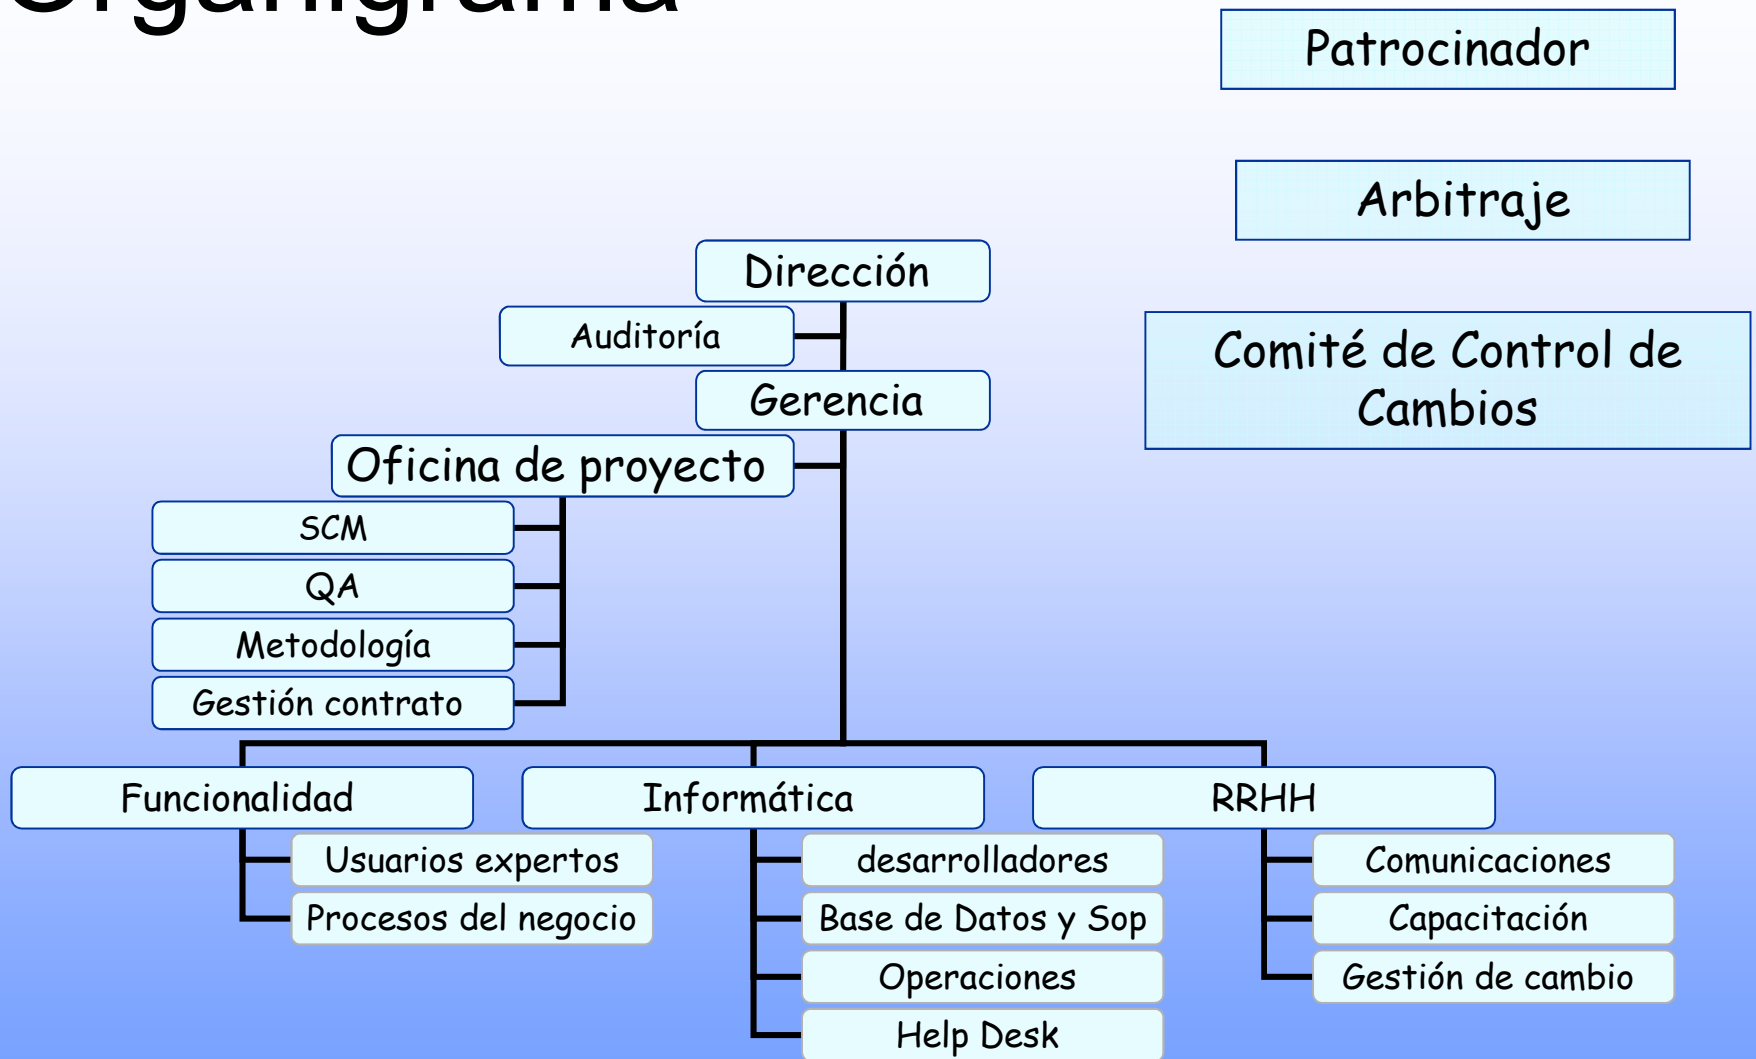 Organigrama
Patrocinador
Arbitraje
Dirección
Auditoría
Comité de Control de
Cambios
Gerencia
Oficina de proyecto
SCM
QA
Metodología
Gestión contrato
Funcionalidad
Informática
RRHH
Usuarios expertos
desarrolladores
Comunicaciones
Procesos del negocio
Base de Datos y Sop
Capacitación
Operaciones
Gestión de cambio
Help Desk